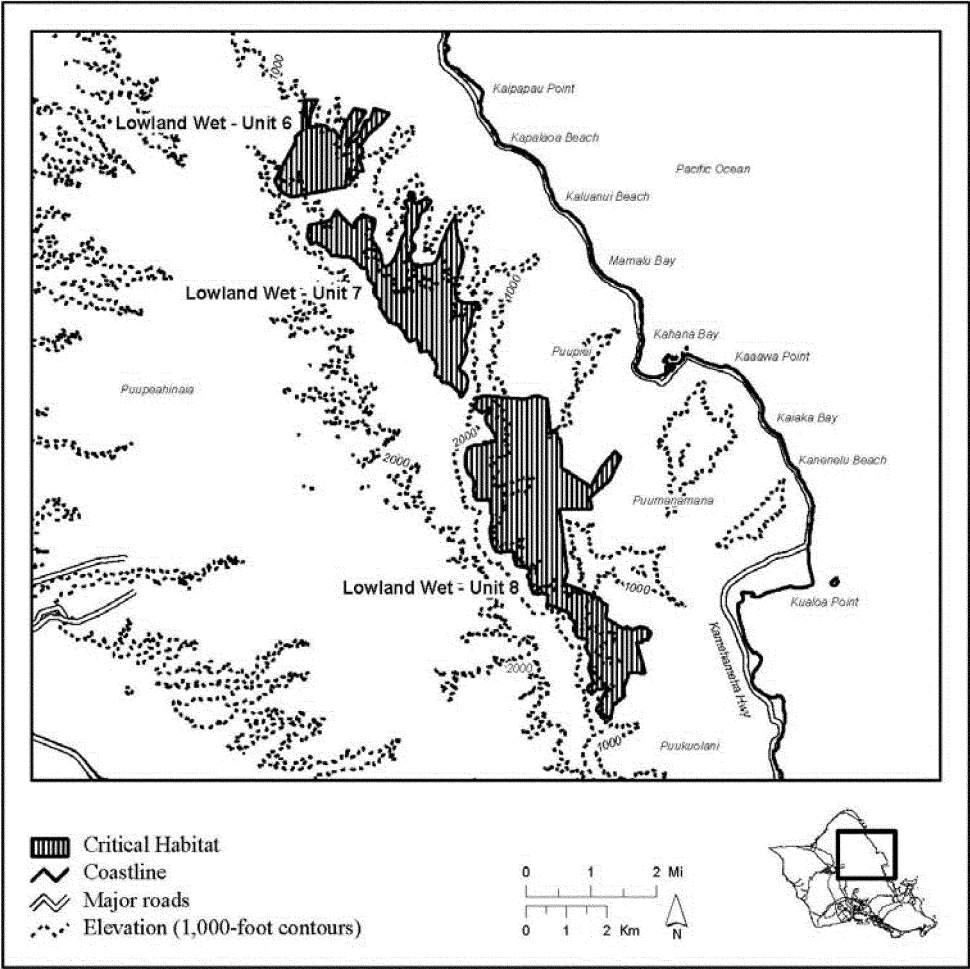 1000
Kaipapau Point
Lowland Wet - Unit 6
Kapalaoa Beach
Pacific Ocean
Kaluanui Beach
Mamalu Bay
1000
Lowland Wet - Unit 7
Kahana Bay
Puupiei
Kaaawa Point
Puupeahinaia
Kaiaka Bay
2000
2000
Kanenelu Beach
Puumanamana
Lowland Wet - Unit 8
1000
Kualoa Point
Kamehameha Hwy
2000
1000
Puukuolani
Critical Habitat
Coastline
Major roads
Elevation (1,000-foot contours)
0 1 2 Mi
0 1 2 Km
N